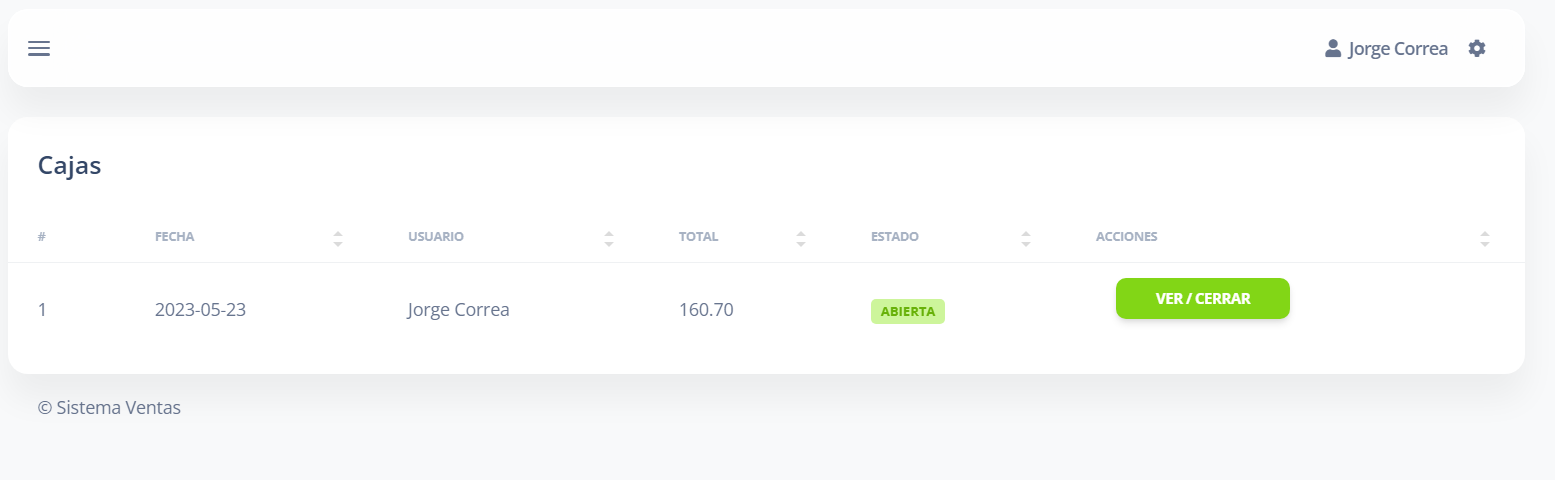 Jorge Correa
Cajas
# FECHA USUARIO TOTAL ESTADO ACCIONES
1 2023-05-23 Jorge Correa 160.70 ABIERTA VER / CERRAR
© Sistema Ventas